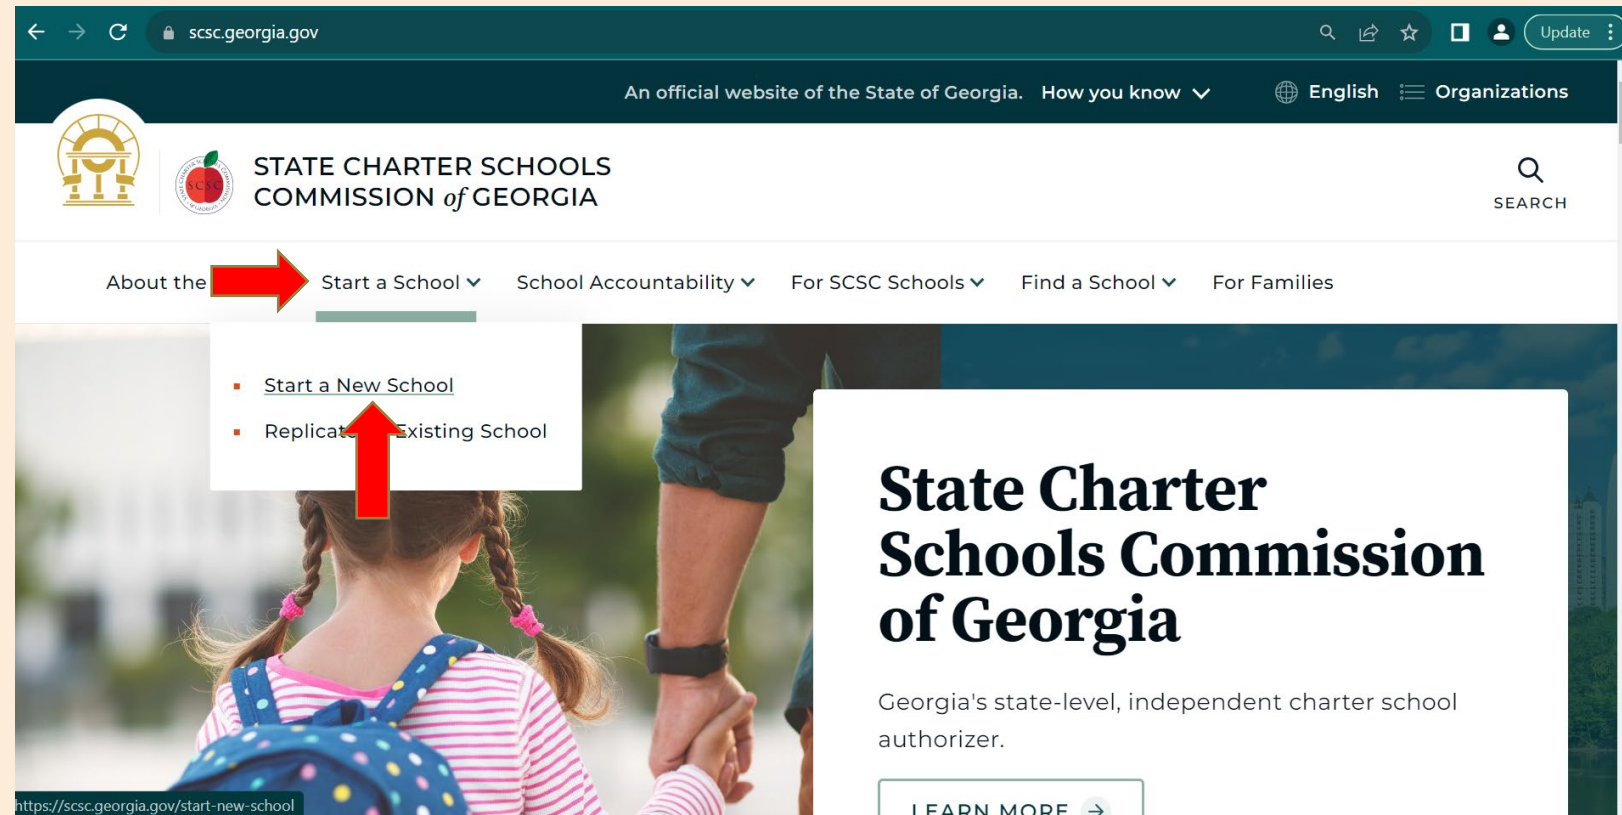 scsc.georgia.gov
Update
An official website of the State of Georgia. How you know
English
Organizations
SCSC
STATE CHARTER SCHOOLS
COMMISSION of GEORGIA
SEARCH
About the
Start a School
School Accountability
For SCSC Schools
Find a School
For Families
Start a New School
Replicate Existing School
State Charter
Schools Commission
of Georgia
Georgia's state-level, independent charter school
authorizer.
LEARN MORE
https://scsc.georgia.gov/start-new-school